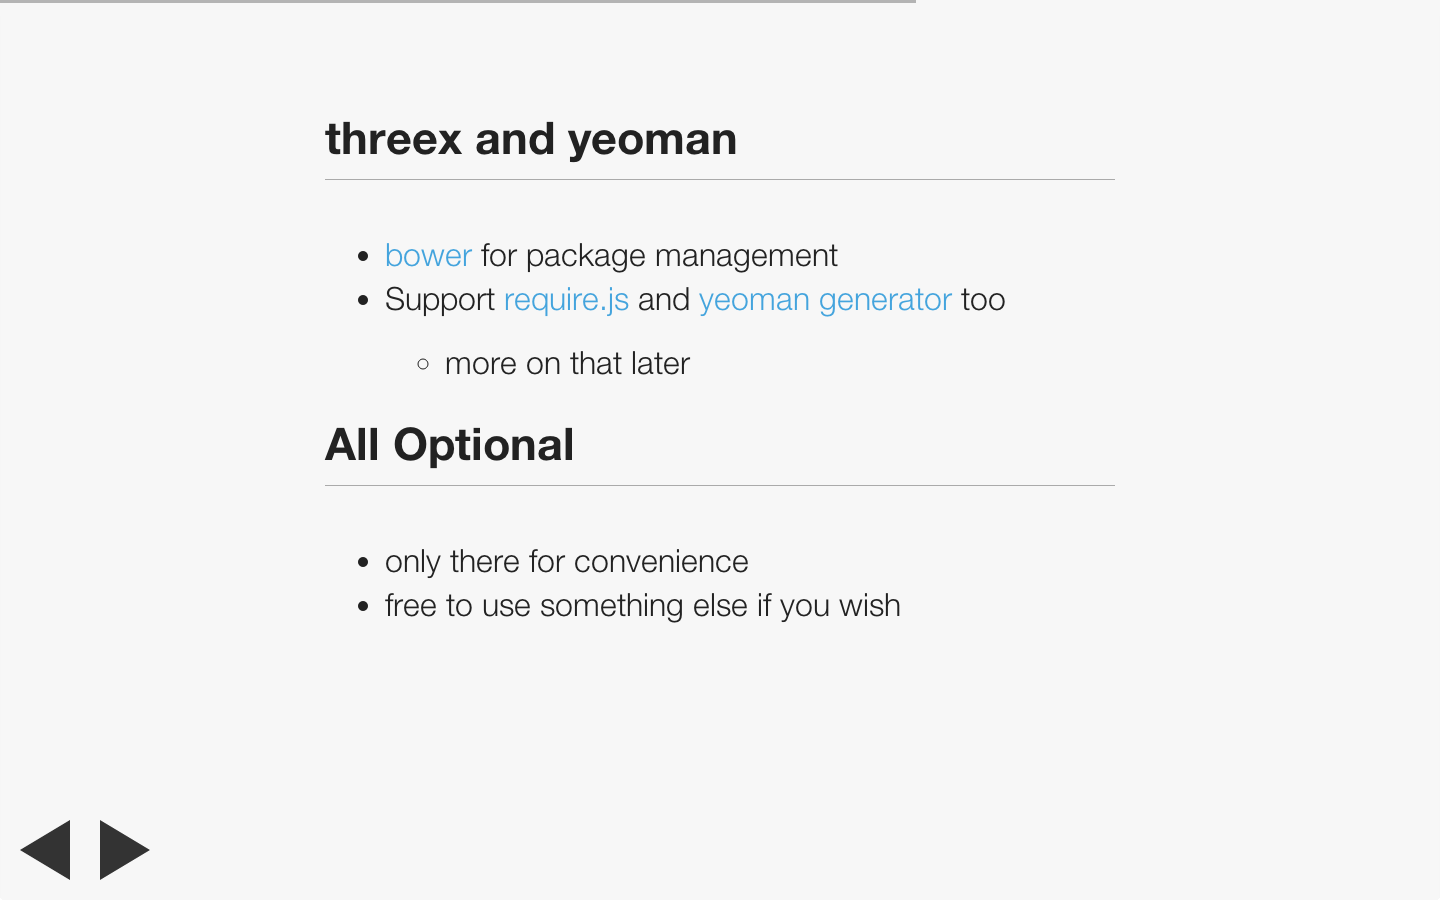 threex and yeoman
bower for package management
Support require.js and yeoman generator too
more on that later
All Optional
only there for convenience
free to use something else if you wish